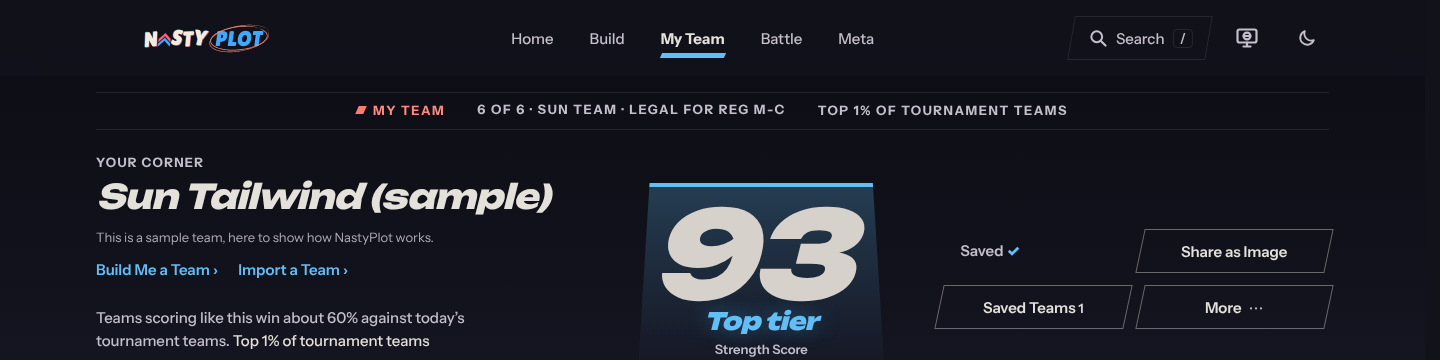 NASTY PLOT
Home Build My Team Battle Meta
Search /
MY TEAM 6 OF 6 · SUN TEAM · LEGAL FOR REG M-C TOP 1% OF TOURNAMENT TEAMS
YOUR CORNER
Sun Tailwind (sample)
This is a sample team, here to show how NastyPlot works.
Build Me a Team › Import a Team ›
Teams scoring like this win about 60% against today's
tournament teams. Top 1% of tournament teams
93
Top tier
Strength Score
Saved
Share as Image
Saved Teams 1
More ···